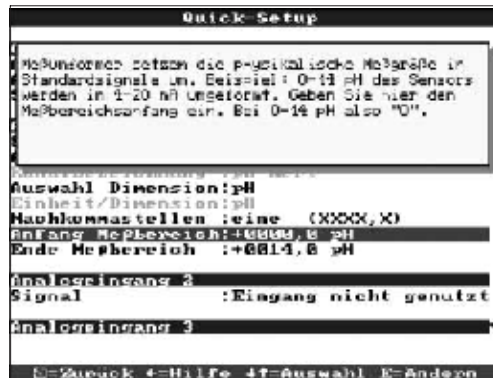 Quick-Setup
Meßumformer setzen die physikalische Meßgröße in
Standardsignale um. Beispiel: 0-14 pH des Sensors
werden in 4-20 mA umgeformt. Geben Sie hier den
Meßbereichsanfang ein. Bei 0-14 pH also "0".
Auswahl Dimension:pH
Einheit/Dimension:pH
Nachkommastellen :eine (XXXX,X)
Anfang Meßbereich:+0000,0 pH
Ende Meßbereich :+0014,0 pH
Analogeingang 2
Signal :Eingang nicht genutzt
Analogeingang 3
=Zurück =Hilfe ↓↑=Auswahl E=Ändern